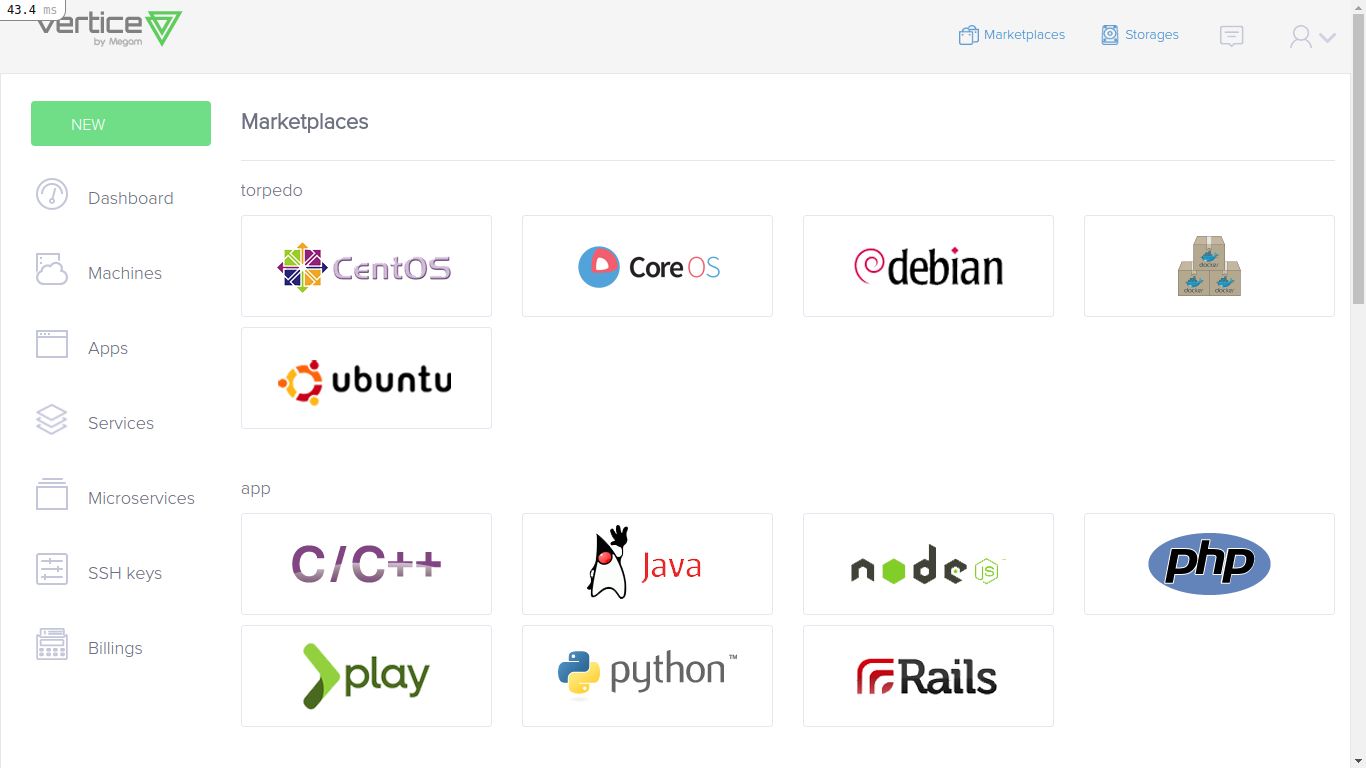 43.4 ms
vertice
by Megam
Marketplaces
Storages
NEW
Marketplaces
Dashboard
Machines
Apps
Services
Microservices
SSH keys
Billings
torpedo
CentOS
Core OS
debian
docker
docker docker
ubuntu
app
C/C++
Java
node JS
php
play
python™
Rails